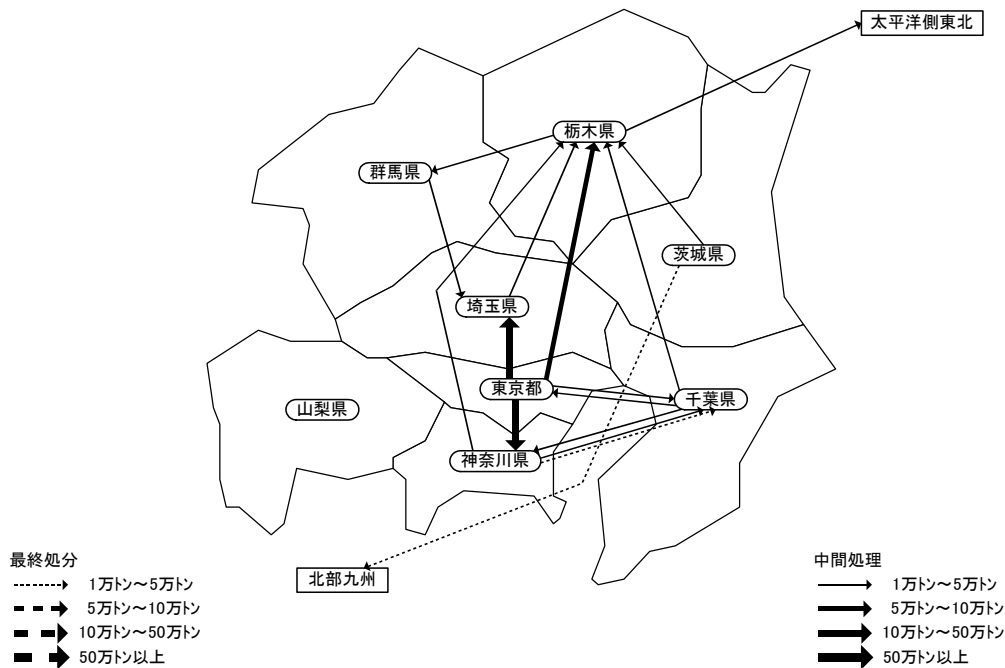 太平洋側東北
栃木県
群馬県
茨城県
埼玉県
東京都
千葉県
山梨県
神奈川県
北部九州
最終処分
1万トン～5万トン
5万トン～10万トン
10万トン～50万トン
50万トン以上
中間処理
1万トン～5万トン
5万トン～10万トン
10万トン～50万トン
50万トン以上